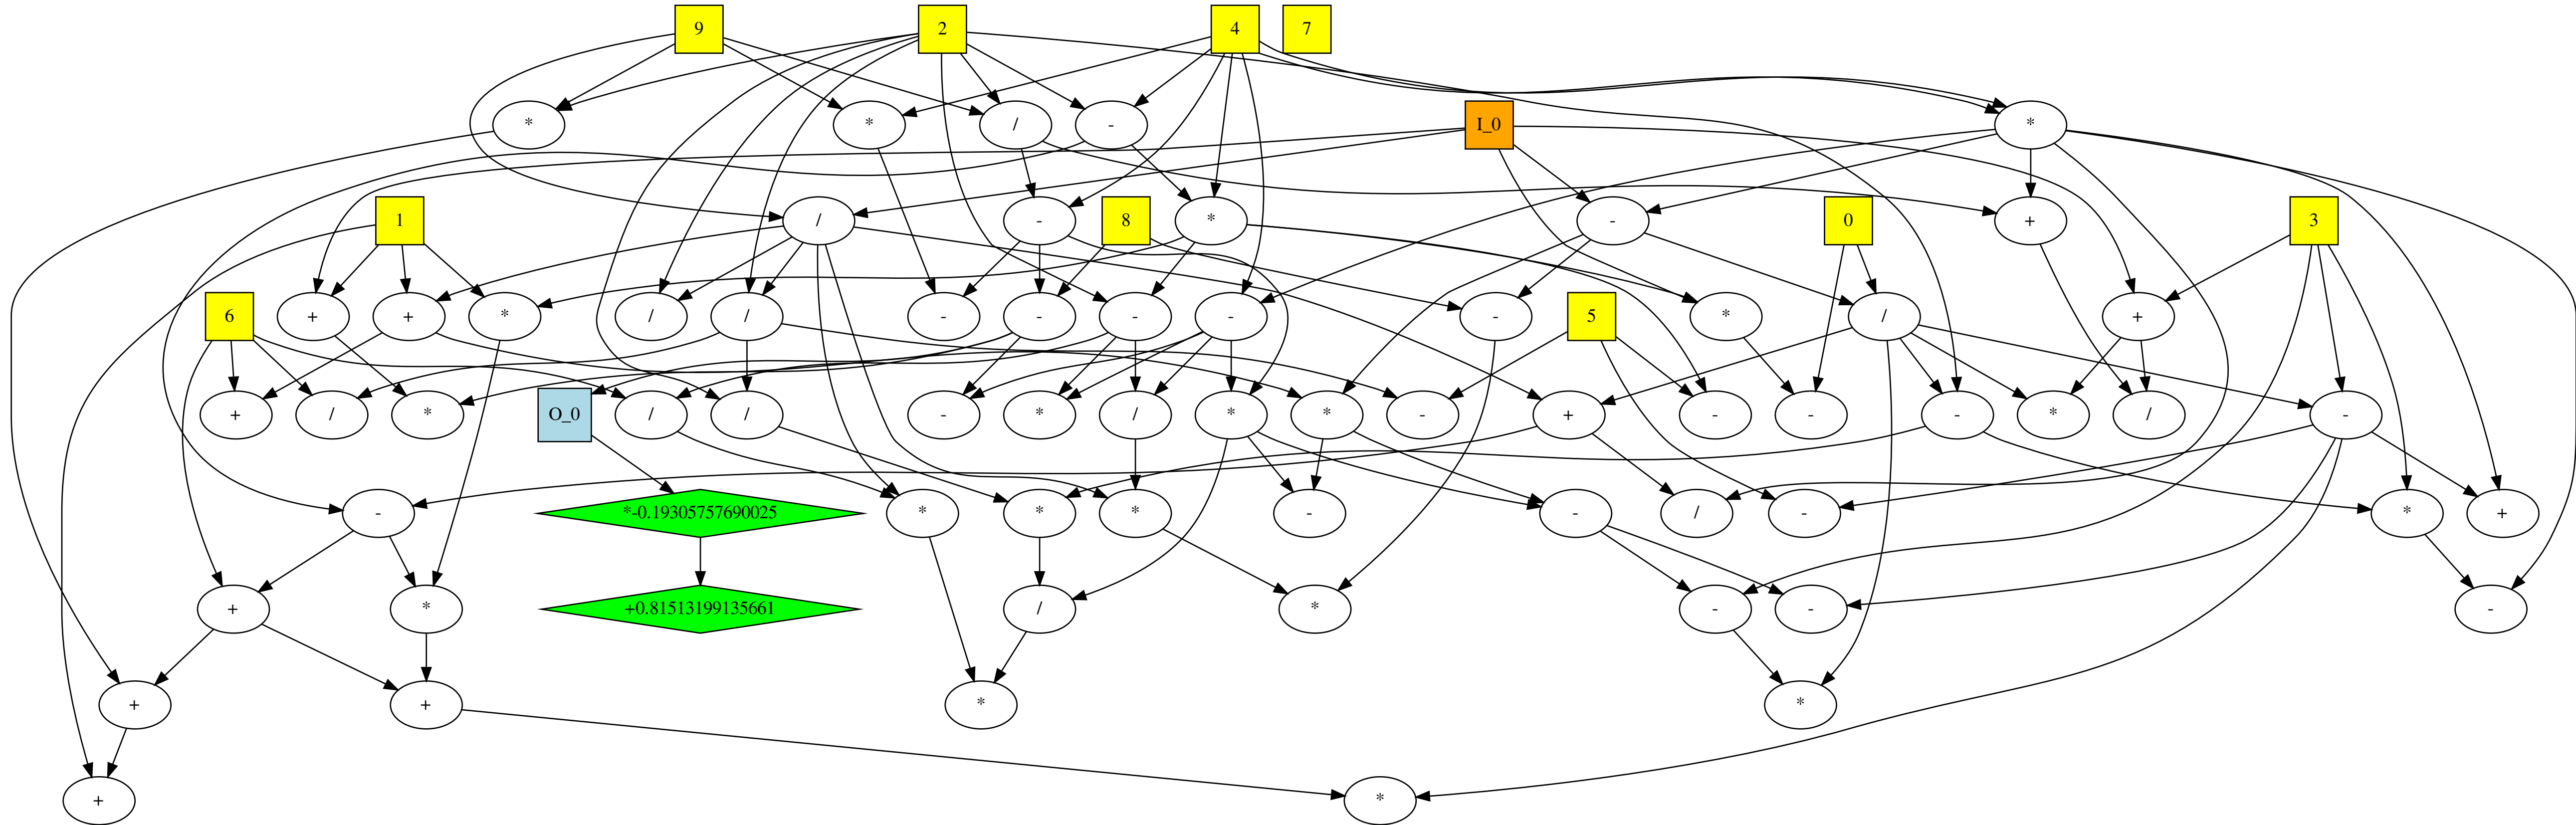 9 2 4 7
* * / - I_0 *
1 / - 8 * - 0 + 3
6 + + * / / - - - - - 5 * / +
+ / * O_0 / / - * / * * - + - - - * / -
- *-0.19305757690025 * * * - - / - * +
+ * +0.81513199135661 / * - - -
+ + * *
+ *